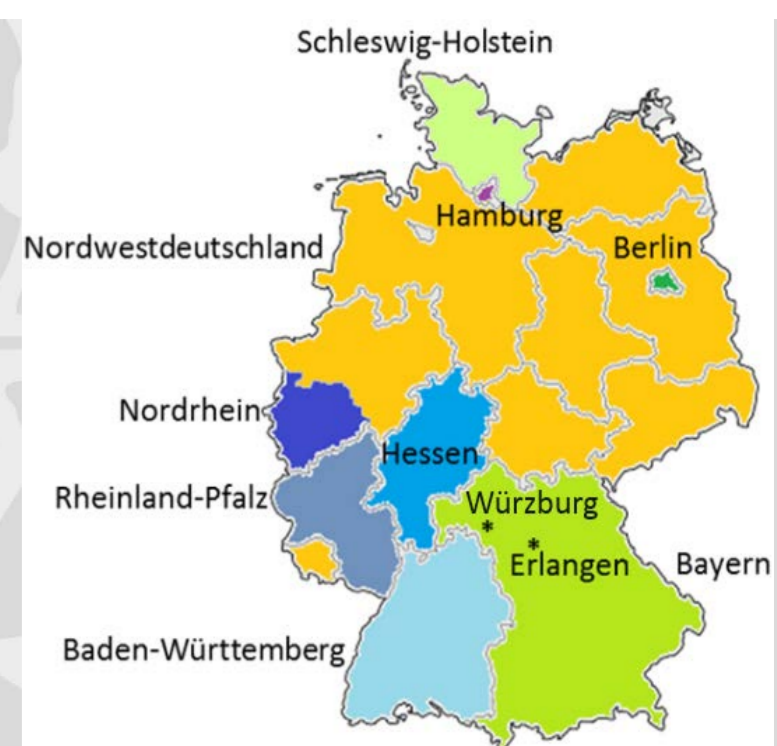 Schleswig-Holstein
Hamburg
Nordwestdeutschland
Berlin
Nordrhein
Hessen
Rheinland-Pfalz
Würzburg
*
*
Erlangen
Bayern
Baden-Württemberg